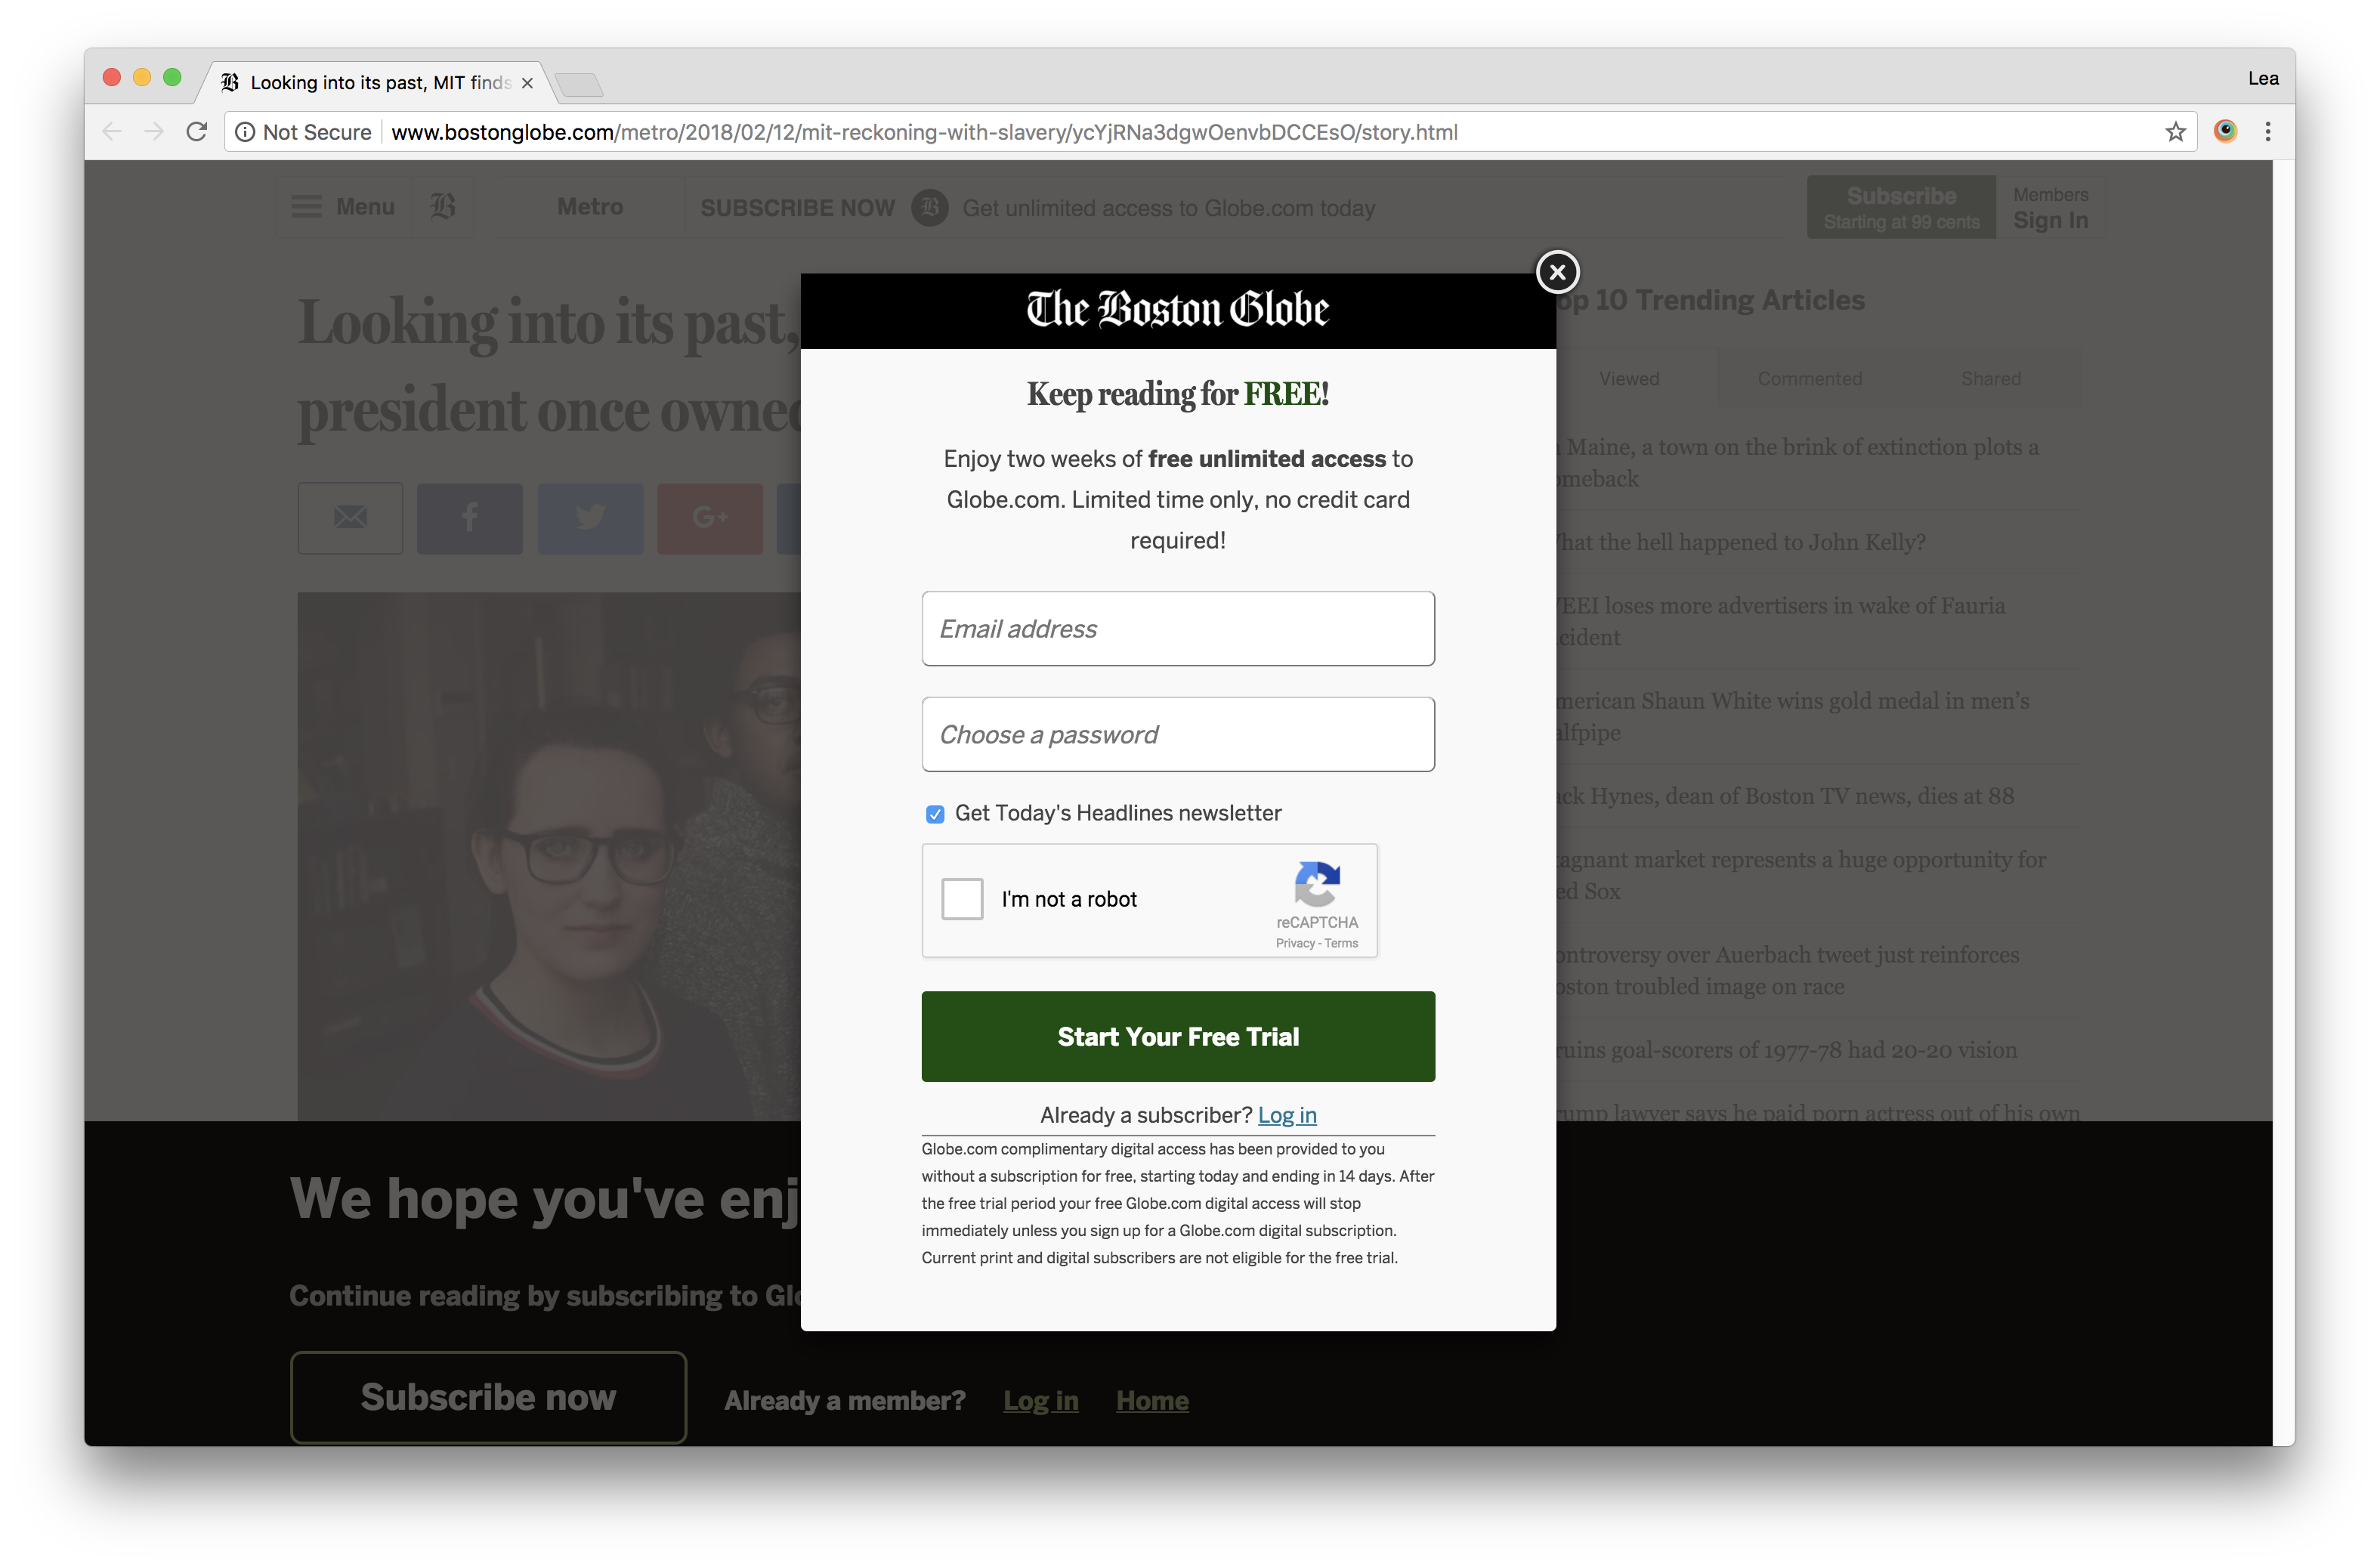 Looking into its past, MIT finds
Lea
Not Secure
www.bostonglobe.com/metro/2018/02/12/mit-reckoning-with-slavery/ycYjRNa3dgwOenvbDCCEsO/story.html
Menu
B
Metro
SUBSCRIBE NOW B Get unlimited access to Globe.com today
Subscribe
Starting at 99 cents
Members
Sign In
Looking into its past,
president once owned
f
G+
The Boston Globe
Keep reading for FREE!
Enjoy two weeks of free unlimited access to
Globe.com. Limited time only, no credit card
required!
Email address
Choose a password
Get Today's Headlines newsletter
I'm not a robot
reCAPTCHA
Privacy - Terms
Start Your Free Trial
Already a subscriber? Log in
Globe.com complimentary digital access has been provided to you
without a subscription for free, starting today and ending in 14 days. After
the free trial period your free Globe.com digital access will stop
immediately unless you sign up for a Globe.com digital subscription.
Current print and digital subscribers are not eligible for the free trial.
op 10 Trending Articles
Viewed
Commented
Shared
Maine, a town on the brink of extinction plots a
omeback
hat the hell happened to John Kelly?
EEI loses more advertisers in wake of Fauria
cident
merican Shaun White wins gold medal in men's
alfpipe
ack Hynes, dean of Boston TV news, dies at 88
tagnant market represents a huge opportunity for
ed Sox
ontroversy over Auerbach tweet just reinforces
oston troubled image on race
ruins goal-scorers of 1977-78 had 20-20 vision
rump lawyer says he paid porn actress out of his own
We hope you've enj
Continue reading by subscribing to Glo
Subscribe now
Already a member?
Log in
Home